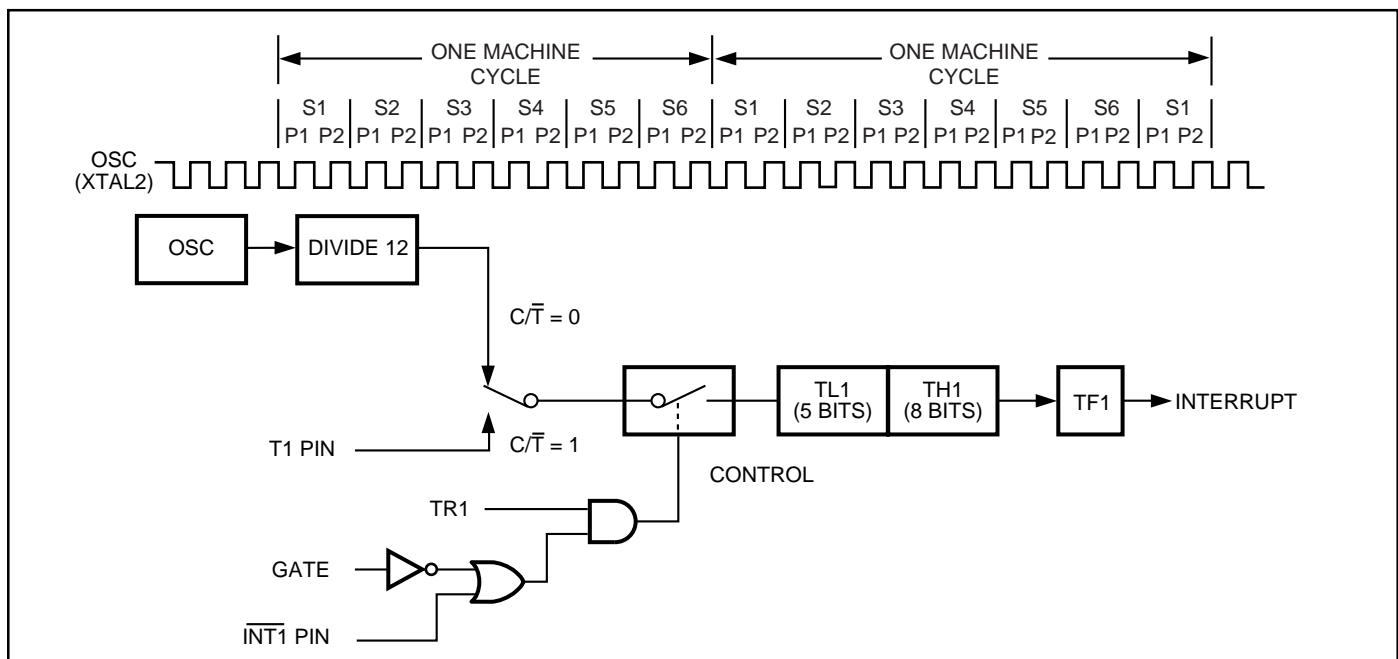 ONE MACHINE CYCLE
ONE MACHINE CYCLE
S1 S2 S3 S4 S5 S6 S1 S2 S3 S4 S5 S6 S1
P1 P2 P1 P2 P1 P2 P1 P2 P1 P2 P1 P2 P1 P2 P1 P2 P1 P2 P1 P2 P1 P2 P1 P2 P1 P2
OSC
(XTAL2)
OSC
DIVIDE 12
C/T̅ = 0
TL1
(5 BITS)
TH1
(8 BITS)
TF1
INTERRUPT
T1 PIN
C/T̅ = 1
CONTROL
TR1
GATE
I̅N̅T̅1̅ PIN